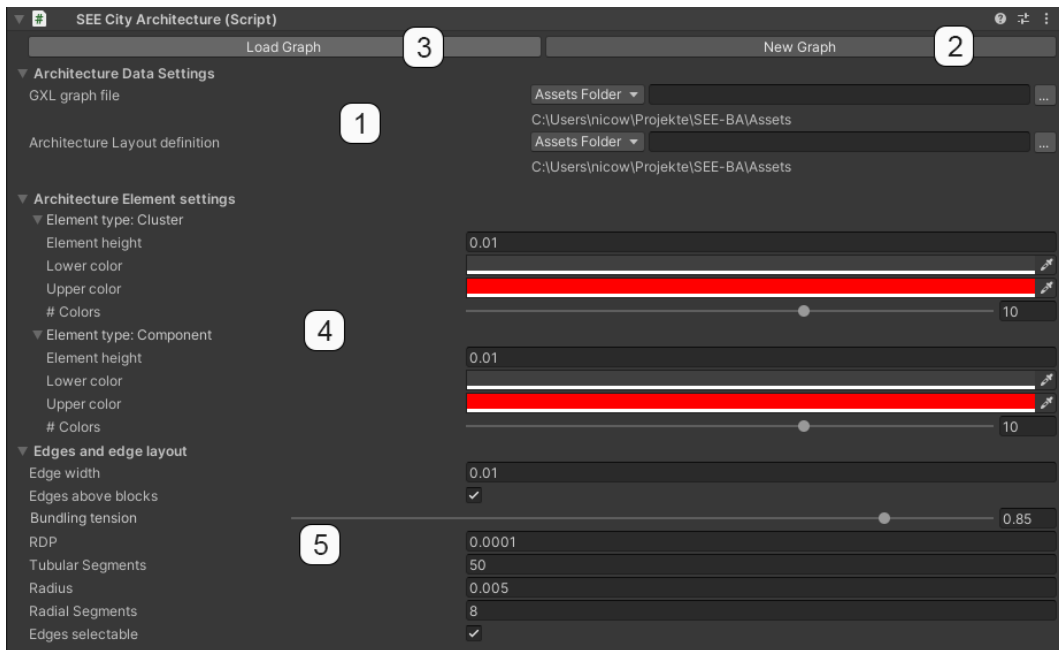 SEE City Architecture (Script)
Load Graph 3 New Graph 2
Architecture Data Settings
GXL graph file Assets Folder ...
1
C:\Users\nicow\Projekte\SEE-BA\Assets
Architecture Layout definition Assets Folder ...
C:\Users\nicow\Projekte\SEE-BA\Assets
Architecture Element settings
Element type: Cluster
Element height 0.01
Lower color
Upper color
# Colors 10
4
Element type: Component
Element height 0.01
Lower color
Upper color
# Colors 10
Edges and edge layout
Edge width 0.01
Edges above blocks
Bundling tension 0.85
5
RDP 0.0001
Tubular Segments 50
Radius 0.005
Radial Segments 8
Edges selectable